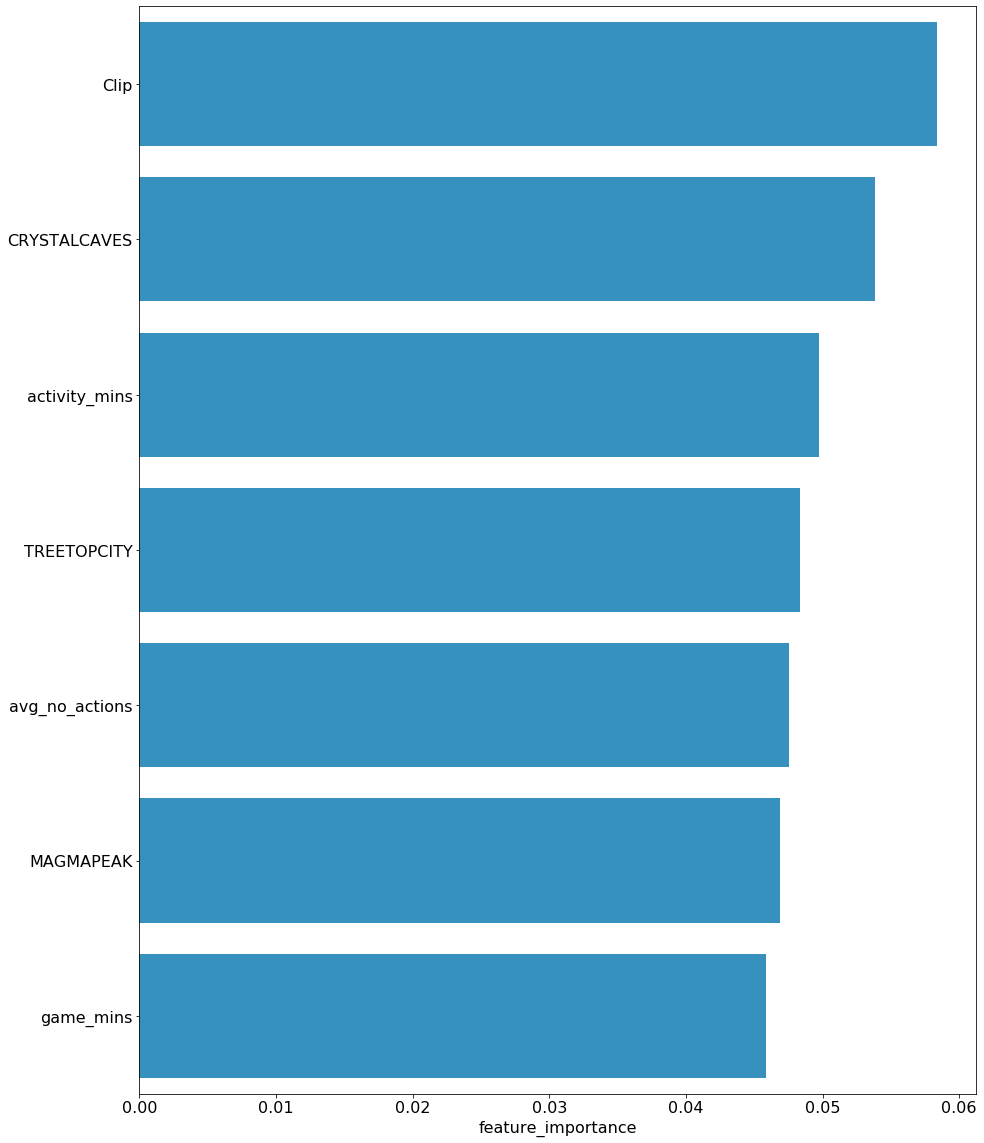 Clip
CRYSTALCAVES
activity_mins
TREETOPCITY
avg_no_actions
MAGMAPEAK
game_mins
0.00 0.01 0.02 0.03 0.04 0.05 0.06
feature_importance